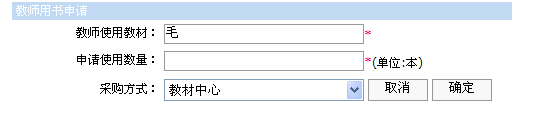 教师用书申请
教师使用教材： 毛 *
申请使用数量： *(单位:本)
采购方式： 教材中心 取消 确定